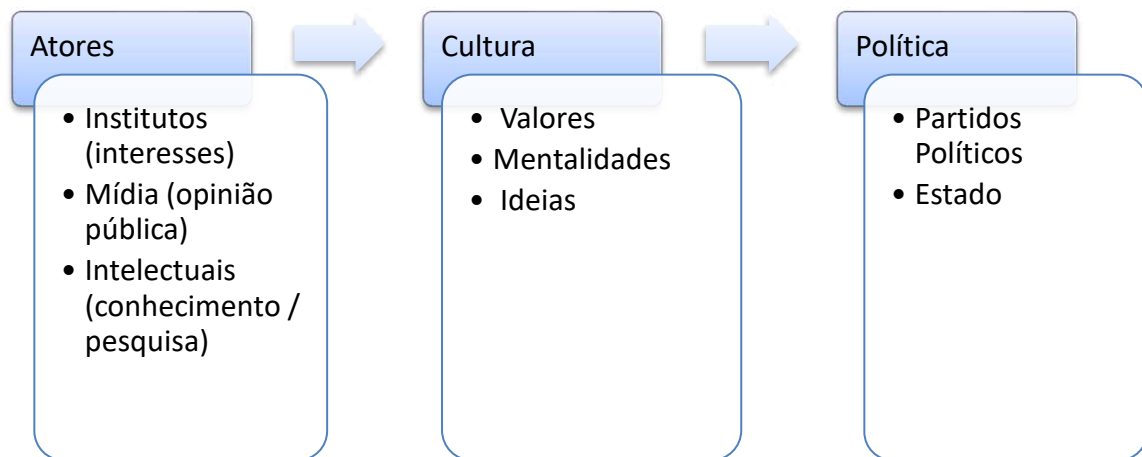 Atores
• Institutos
(interesses)
• Mídia (opinião
pública)
• Intelectuais
(conhecimento /
pesquisa)
Cultura
• Valores
• Mentalidades
• Ideias
Política
• Partidos
Políticos
• Estado